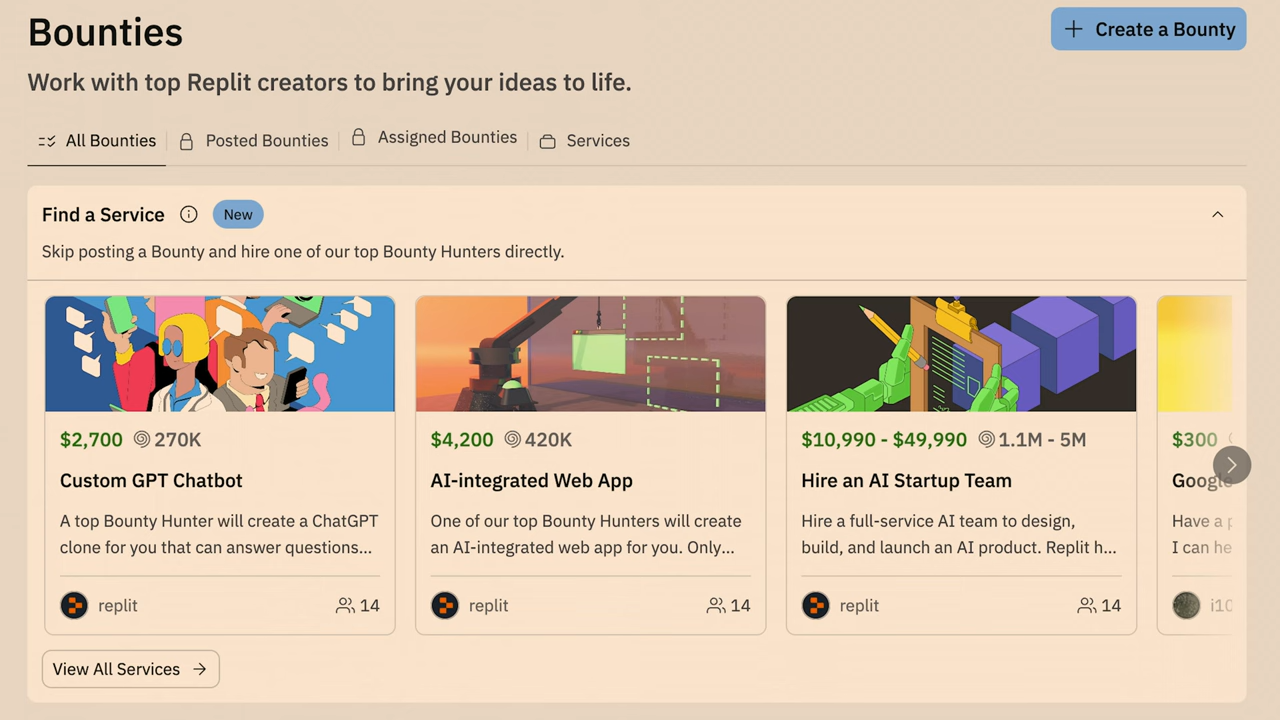 Bounties
Create a Bounty
Work with top Replit creators to bring your ideas to life.
All Bounties
Posted Bounties
Assigned Bounties
Services
Find a Service
New
Skip posting a Bounty and hire one of our top Bounty Hunters directly.
$2,700 270K
Custom GPT Chatbot
A top Bounty Hunter will create a ChatGPT
clone for you that can answer questions...
replit
14
$4,200 420K
AI-integrated Web App
One of our top Bounty Hunters will create
an AI-integrated web app for you. Only...
replit
14
$10,990 - $49,990 1.1M - 5M
Hire an AI Startup Team
Hire a full-service AI team to design,
build, and launch an AI product. Replit h...
replit
14
$300
Google
Have a
I can
View All Services